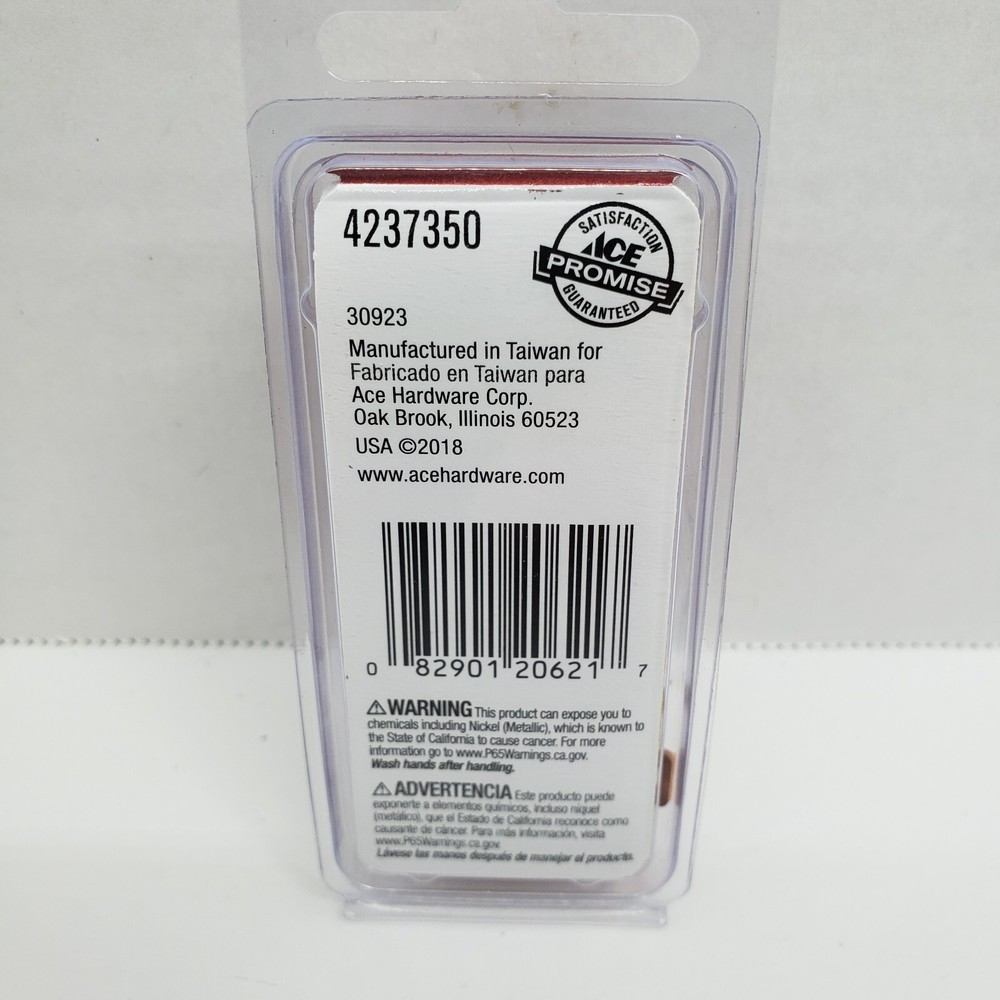 4237350
SATISFACTION
ACE
PROMISE
GUARANTEED
30923
Manufactured in Taiwan for
Fabricado en Taiwan para
Ace Hardware Corp.
Oak Brook, Illinois 60523
USA ©2018
www.acehardware.com
0 82901 20621 7
⚠WARNING This product can expose you to
chemicals including Nickel (Metallic), which is known to
the State of California to cause cancer. For more
information go to www.P65Warnings.ca.gov.
Wash hands after handling.
⚠ ADVERTENCIA Este producto puede
exponerte a elementos químicos, incluso níquel
(metálico), que el Estado de California reconoce como
causante de cáncer. Para más información, visita
www.P65Warnings.ca.gov
Lávese las manos después de manejar el producto.